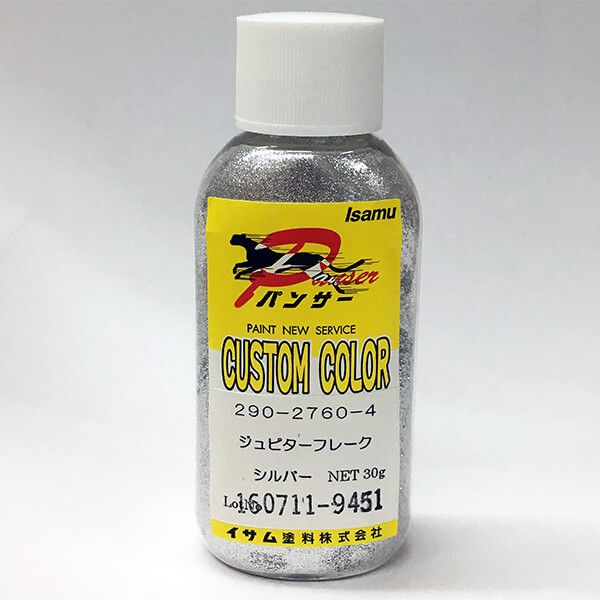 Isamu
Panser
パンサー
PAINT NEW SERVICE
CUSTOM COLOR
290-2760-4
ジュピターフレーク
シルバー NET 30g
Lot No 160711-9451
イサム塗料株式会社